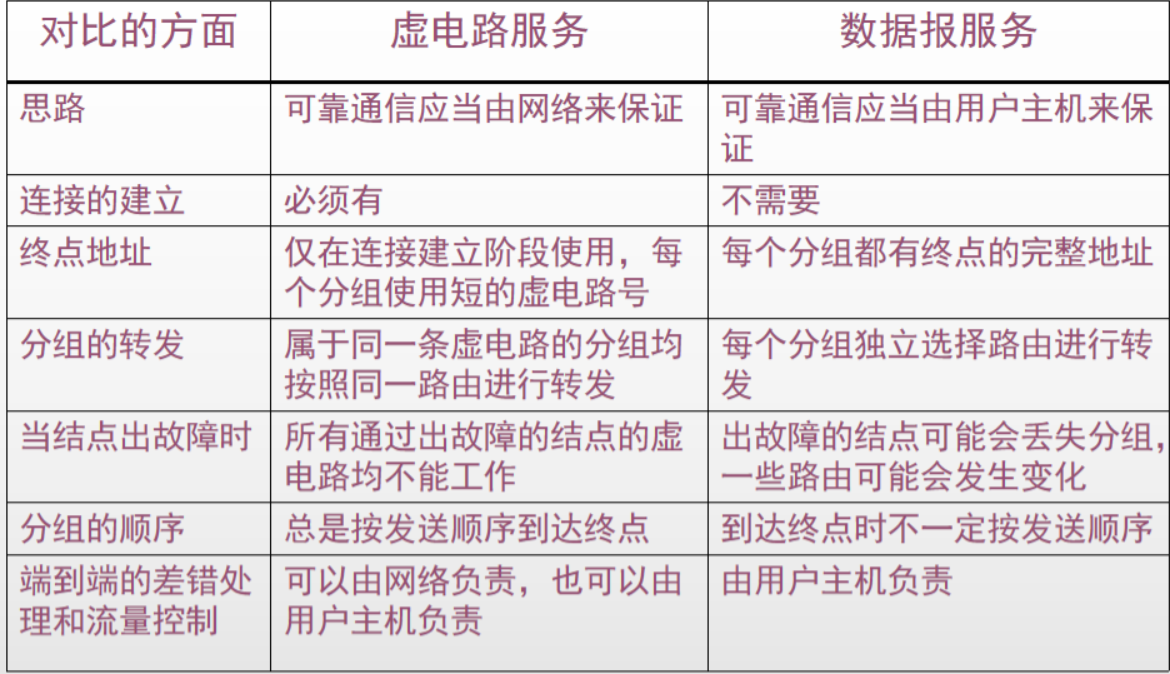 对比的方面
虚电路服务
数据报服务
思路
可靠通信应当由网络来保证
可靠通信应当由用户主机来保
证
连接的建立
必须有
不需要
终点地址
仅在连接建立阶段使用，每
个分组使用短的虚电路号
每个分组都有终点的完整地址
分组的转发
属于同一条虚电路的分组均
按照同一路由进行转发
每个分组独立选择路由进行转
发
当结点出故障时
所有通过出故障的结点的虚
电路均不能工作
出故障的结点可能会丢失分组，
一些路由可能会发生变化
分组的顺序
总是按发送顺序到达终点
到达终点时不一定按发送顺序
端到端的差错处
理和流量控制
可以由网络负责，也可以由
用户主机负责
由用户主机负责